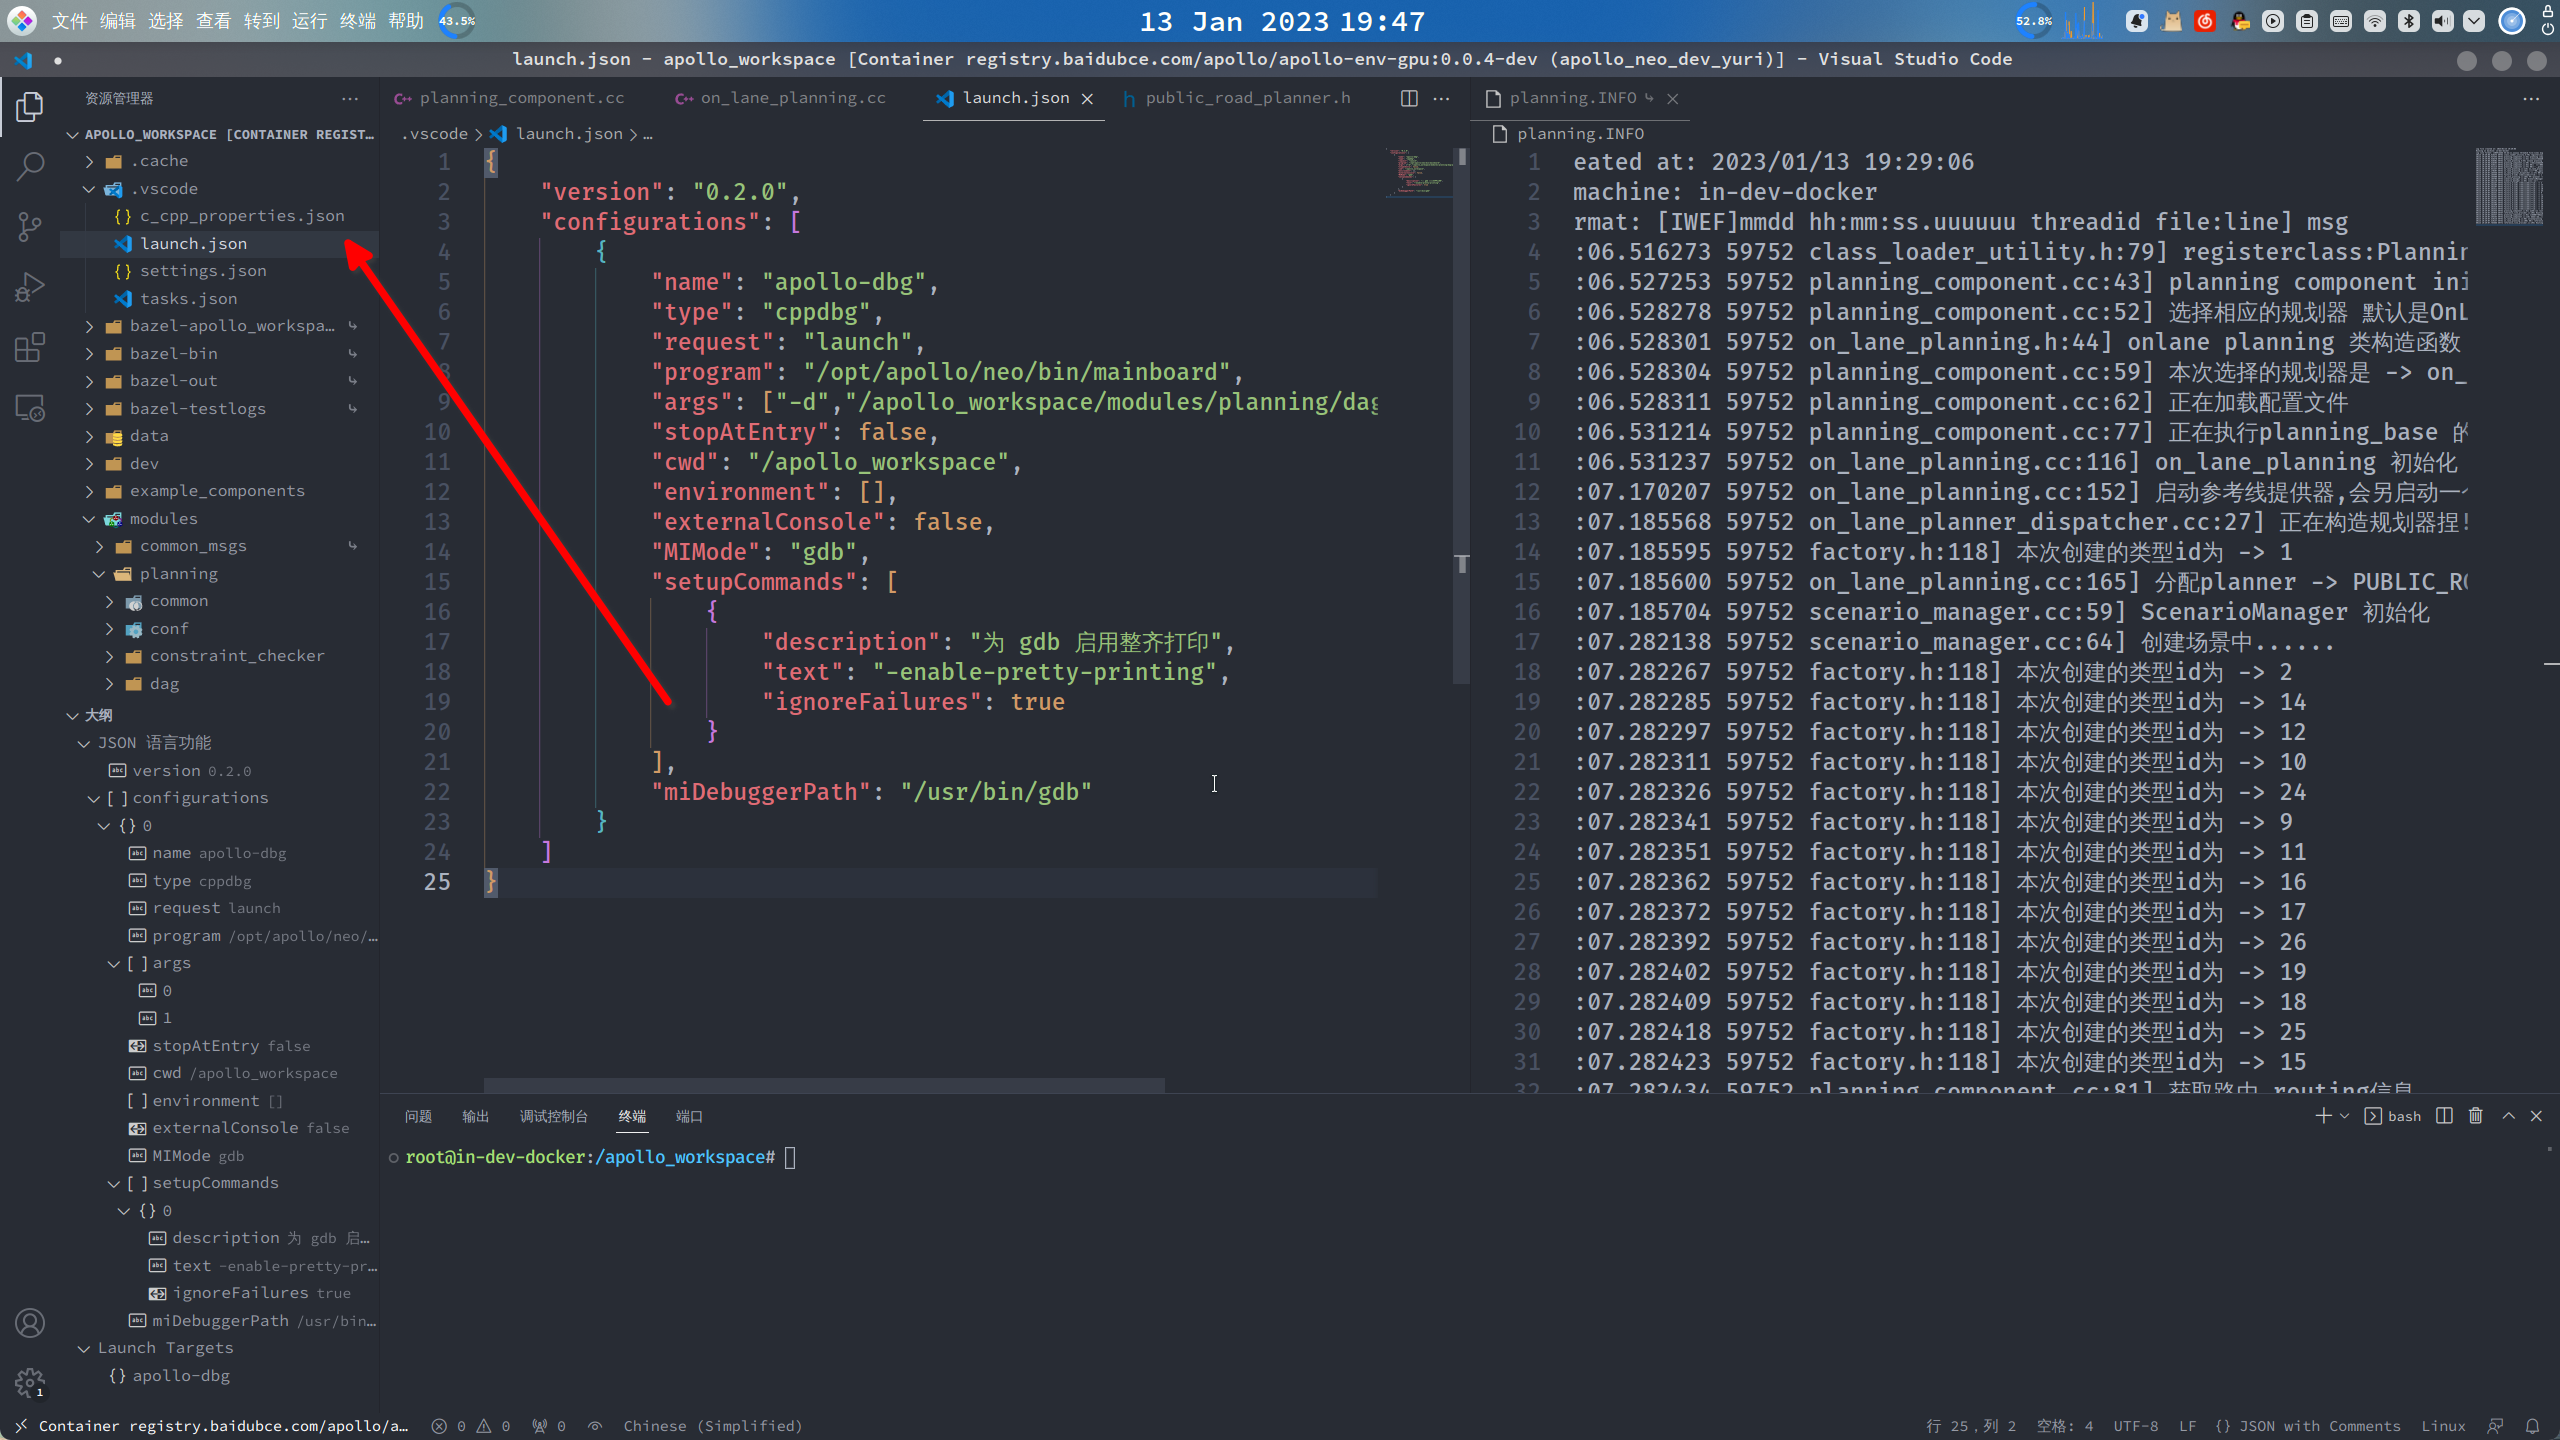 文件 编辑 选择 查看 转到 运行 终端 帮助 43.5%
13 Jan 2023 19:47
52.8%
launch.json - apollo_workspace [Container registry.baidubce.com/apollo/apollo-env-gpu:0.0.4-dev (apollo_neo_dev_yuri)] - Visual Studio Code
资源管理器
APOLLO_WORKSPACE [CONTAINER REGIST...
.cache
.vscode
{} c_cpp_properties.json
launch.json
{} settings.json
tasks.json
bazel-apollo_workspa...
bazel-bin
bazel-out
bazel-testlogs
data
dev
example_components
modules
common_msgs
planning
common
conf
constraint_checker
dag
大纲
JSON 语言功能
version 0.2.0
[ ] configurations
{} 0
name apollo-dbg
type cppdbg
request launch
program /opt/apollo/neo/...
[ ] args
0
1
stopAtEntry false
cwd /apollo_workspace
[ ] environment []
externalConsole false
MIMode gdb
[ ] setupCommands
{} 0
description 为 gdb 启...
text -enable-pretty-pr...
ignoreFailures true
miDebuggerPath /usr/bin...
Launch Targets
{} apollo-dbg
planning_component.cc
on_lane_planning.cc
launch.json
public_road_planner.h
.vscode > launch.json > ...
1 {
2 "version": "0.2.0",
3 "configurations": [
4 {
5 "name": "apollo-dbg",
6 "type": "cppdbg",
7 "request": "launch",
8 "program": "/opt/apollo/neo/bin/mainboard",
9 "args": ["-d","/apollo_workspace/modules/planning/dag
10 "stopAtEntry": false,
11 "cwd": "/apollo_workspace",
12 "environment": [],
13 "externalConsole": false,
14 "MIMode": "gdb",
15 "setupCommands": [
16 {
17 "description": "为 gdb 启用整齐打印",
18 "text": "-enable-pretty-printing",
19 "ignoreFailures": true
20 }
21 ],
22 "miDebuggerPath": "/usr/bin/gdb"
23 }
24 ]
25 }
planning.INFO
planning.INFO
1 eated at: 2023/01/13 19:29:06
2 machine: in-dev-docker
3 rmat: [IWEF]mmdd hh:mm:ss.uuuuuu threadid file:line] msg
4 :06.516273 59752 class_loader_utility.h:79] registerclass:Plannin
5 :06.527253 59752 planning_component.cc:43] planning component ini
6 :06.528278 59752 planning_component.cc:52] 选择相应的规划器 默认是OnL
7 :06.528301 59752 on_lane_planning.h:44] onlane planning 类构造函数
8 :06.528304 59752 planning_component.cc:59] 本次选择的规划器是 -> on_
9 :06.528311 59752 planning_component.cc:62] 正在加载配置文件
10 :06.531214 59752 planning_component.cc:77] 正在执行planning_base 的
11 :06.531237 59752 on_lane_planning.cc:116] on_lane_planning 初始化
12 :07.170207 59752 on_lane_planning.cc:152] 启动参考线提供器,会另启动一个
13 :07.185568 59752 on_lane_planner_dispatcher.cc:27] 正在构造规划器捏!
14 :07.185595 59752 factory.h:118] 本次创建的类型id为 -> 1
15 :07.185600 59752 on_lane_planning.cc:165] 分配planner -> PUBLIC_RO
16 :07.185704 59752 scenario_manager.cc:59] ScenarioManager 初始化
17 :07.282138 59752 scenario_manager.cc:64] 创建场景中......
18 :07.282267 59752 factory.h:118] 本次创建的类型id为 -> 2
19 :07.282285 59752 factory.h:118] 本次创建的类型id为 -> 14
20 :07.282297 59752 factory.h:118] 本次创建的类型id为 -> 12
21 :07.282311 59752 factory.h:118] 本次创建的类型id为 -> 10
22 :07.282326 59752 factory.h:118] 本次创建的类型id为 -> 24
23 :07.282341 59752 factory.h:118] 本次创建的类型id为 -> 9
24 :07.282351 59752 factory.h:118] 本次创建的类型id为 -> 11
25 :07.282362 59752 factory.h:118] 本次创建的类型id为 -> 16
26 :07.282372 59752 factory.h:118] 本次创建的类型id为 -> 17
27 :07.282392 59752 factory.h:118] 本次创建的类型id为 -> 26
28 :07.282402 59752 factory.h:118] 本次创建的类型id为 -> 19
29 :07.282409 59752 factory.h:118] 本次创建的类型id为 -> 18
30 :07.282418 59752 factory.h:118] 本次创建的类型id为 -> 25
31 :07.282423 59752 factory.h:118] 本次创建的类型id为 -> 15
32 :07.282434 59752 planning_component.cc:81] 获取路由 routing信息
问题 输出 调试控制台 终端 端口
bash
root@in-dev-docker:/apollo_workspace#
1
Container registry.baidubce.com/apollo/a... 0 0 0 Chinese (Simplified)
行 25，列 2 空格: 4 UTF-8 LF {} JSON with Comments Linux